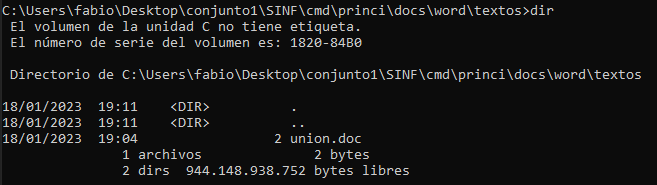 C:\Users\fabio\Desktop\conjunto1\SINF\cmd\princi\docs\word\textos>dir
 El volumen de la unidad C no tiene etiqueta.
 El número de serie del volumen es: 1820-84B0

 Directorio de C:\Users\fabio\Desktop\conjunto1\SINF\cmd\princi\docs\word\textos

18/01/2023  19:11    <DIR>          .
18/01/2023  19:11    <DIR>          ..
18/01/2023  19:04                 2 union.doc
               1 archivos              2 bytes
               2 dirs  944.148.938.752 bytes libres